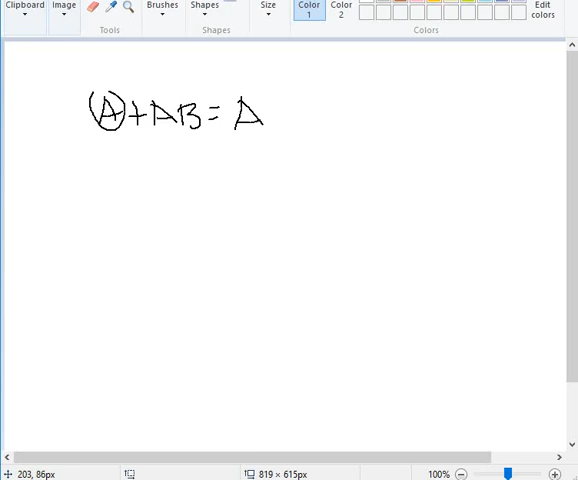 Clipboard
Image
Tools
Brushes
Shapes
Shapes
Size
Color 1
Color 2
Edit colors
Colors
A+AB=A
203, 86px
819 × 615px
100%